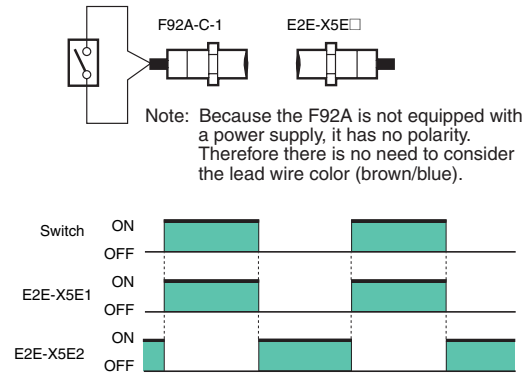 F92A-C-1 E2E-X5E□
Note: Because the F92A is not equipped with
a power supply, it has no polarity.
Therefore there is no need to consider
the lead wire color (brown/blue).
Switch ON
OFF
E2E-X5E1 ON
OFF
E2E-X5E2 ON
OFF